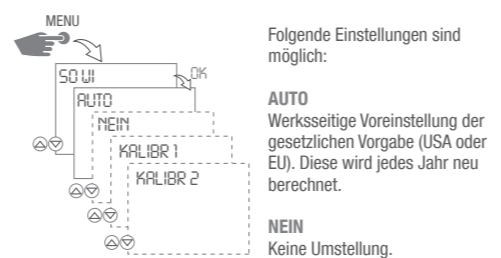 MENU
SO WI
OK
AUTO
NEIN
KALIBR 1
KALIBR 2
Folgende Einstellungen sind
möglich:
AUTO
Werksseitige Voreinstellung der
gesetzlichen Vorgabe (USA oder
EU). Diese wird jedes Jahr neu
berechnet.
NEIN
Keine Umstellung.